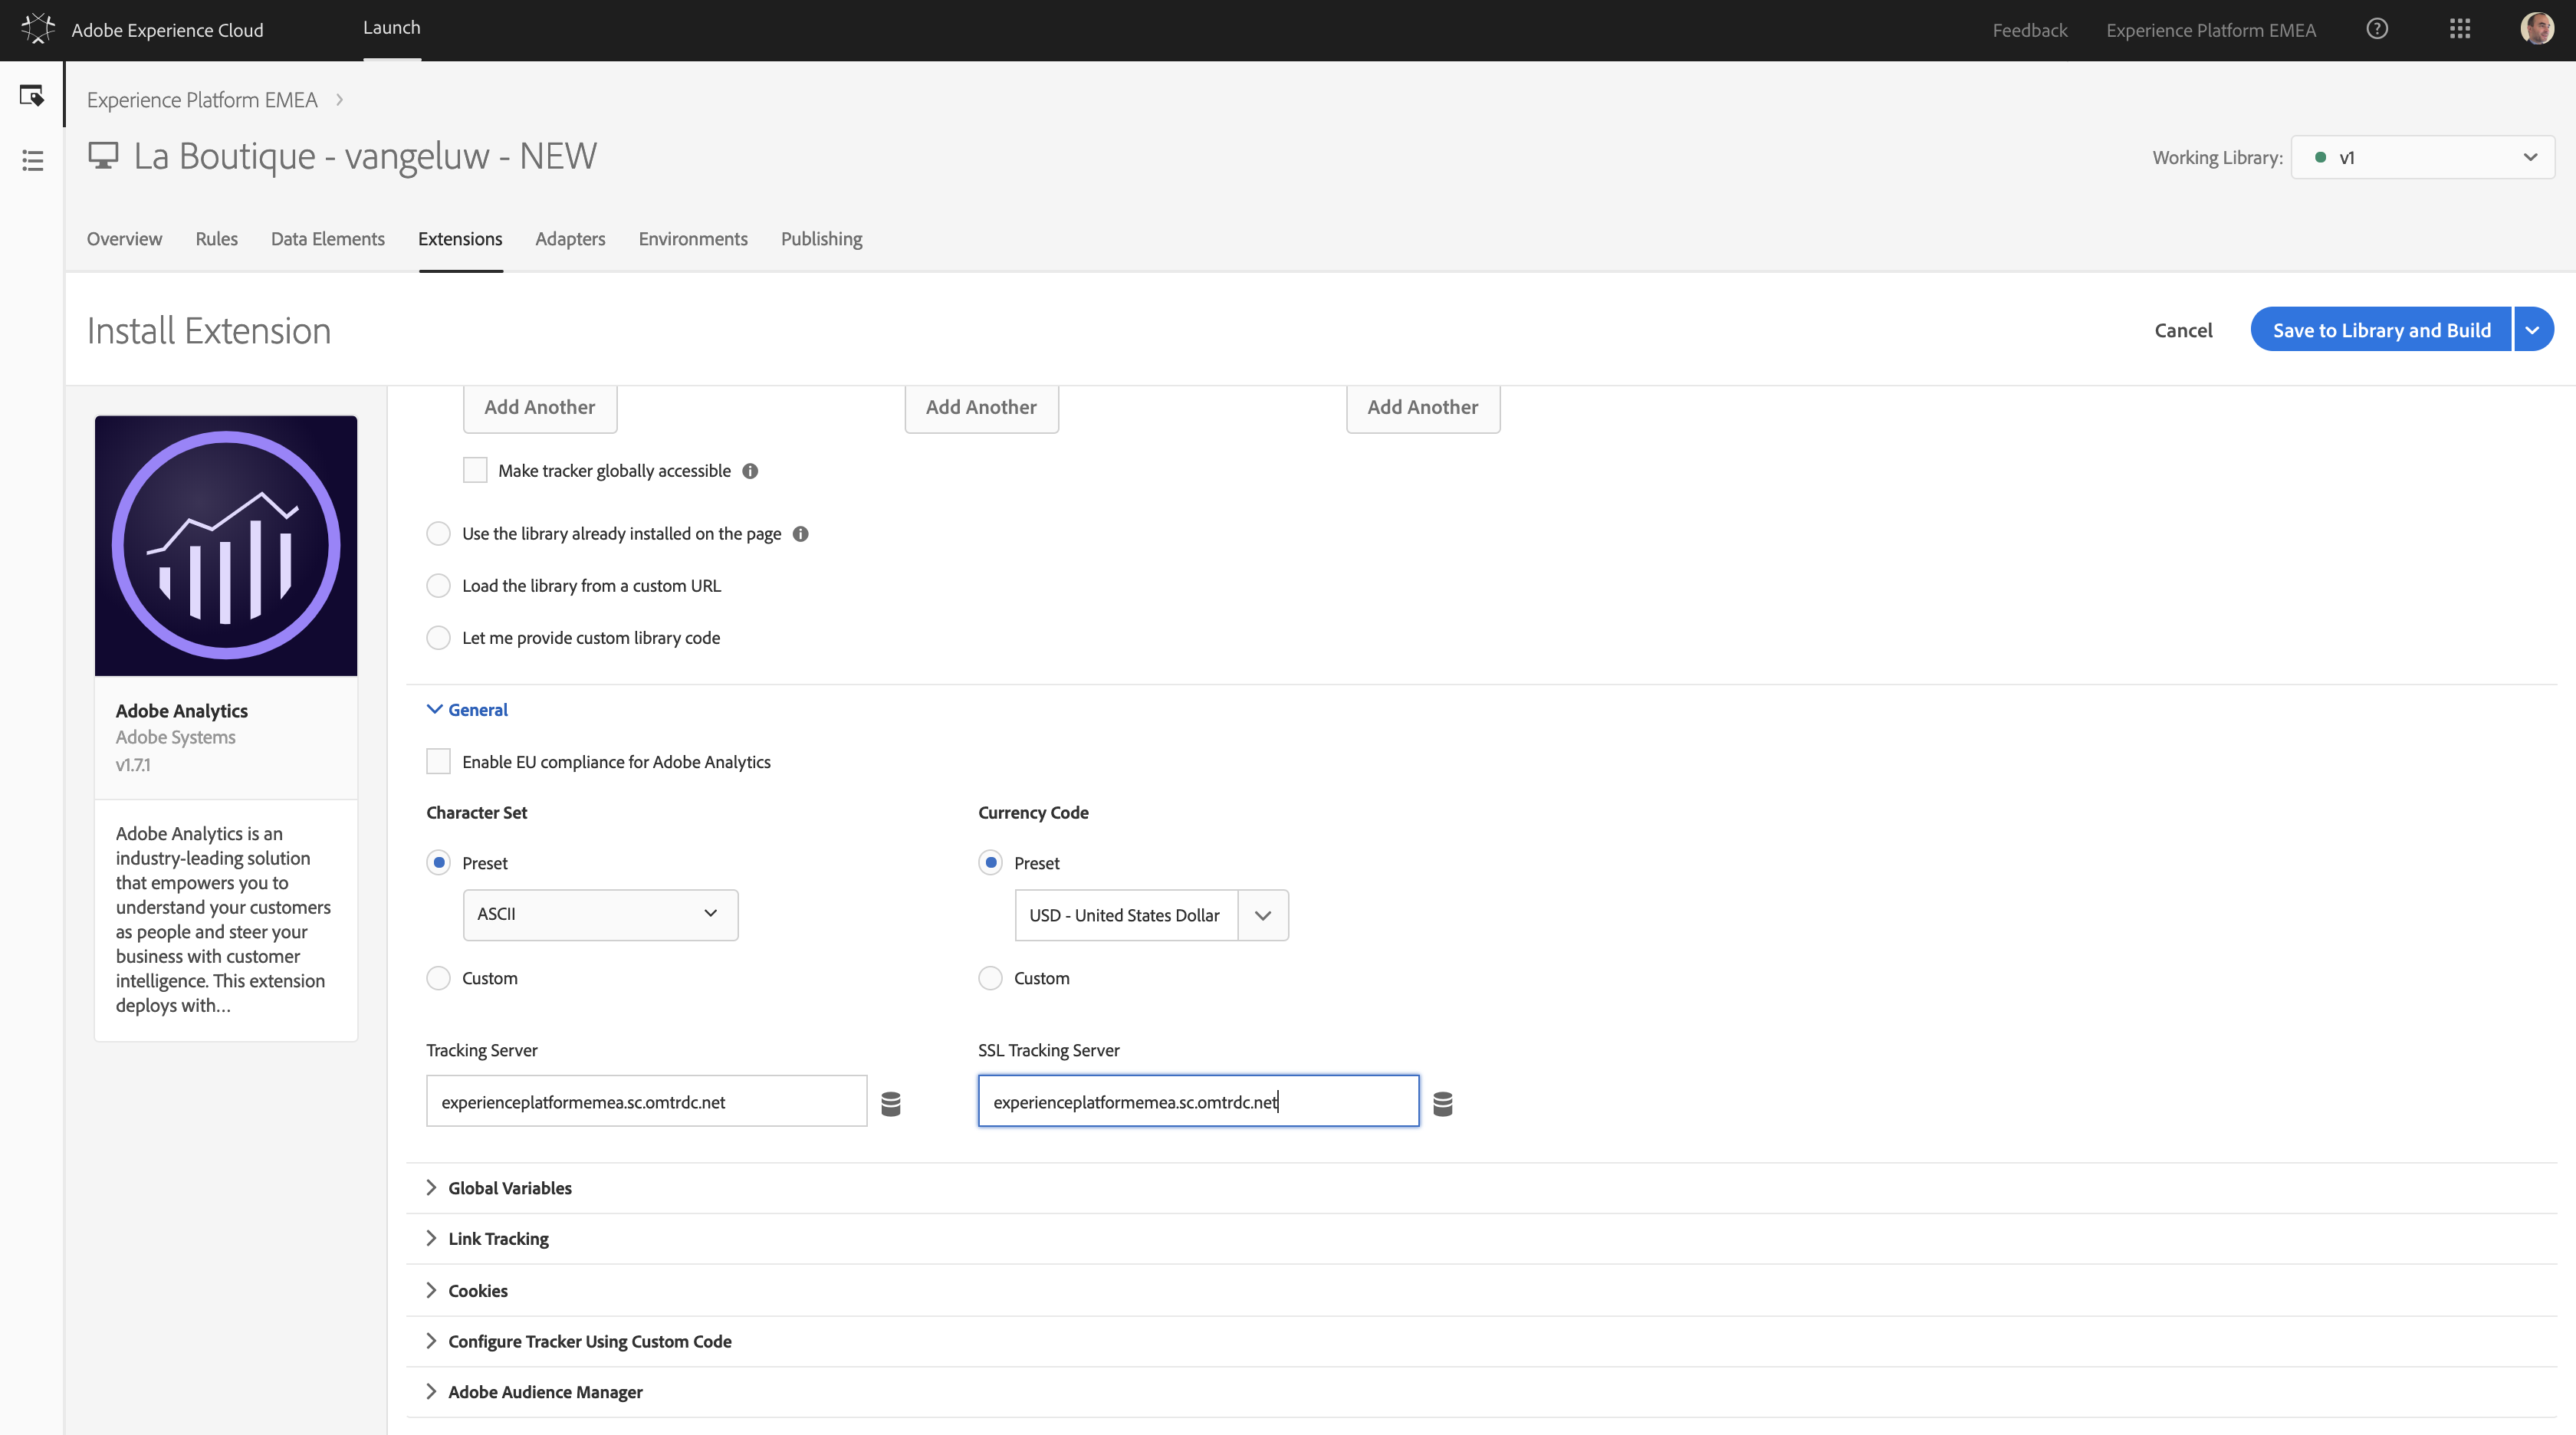 Adobe Experience Cloud
Launch
Feedback
Experience Platform EMEA
Experience Platform EMEA
La Boutique - vangeluw - NEW
Working Library:
v1
Overview
Rules
Data Elements
Extensions
Adapters
Environments
Publishing
Install Extension
Cancel
Save to Library and Build
Add Another
Add Another
Add Another
Make tracker globally accessible
Use the library already installed on the page
Load the library from a custom URL
Let me provide custom library code
Adobe Analytics
Adobe Systems
v1.7.1
Adobe Analytics is an
industry-leading solution
that empowers you to
understand your customers
as people and steer your
business with customer
intelligence. This extension
deploys with...
General
Enable EU compliance for Adobe Analytics
Character Set
Preset
ASCII
Custom
Currency Code
Preset
USD - United States Dollar
Custom
Tracking Server
experienceplatformemea.sc.omtrdc.net
SSL Tracking Server
experienceplatformemea.sc.omtrdc.net
Global Variables
Link Tracking
Cookies
Configure Tracker Using Custom Code
Adobe Audience Manager